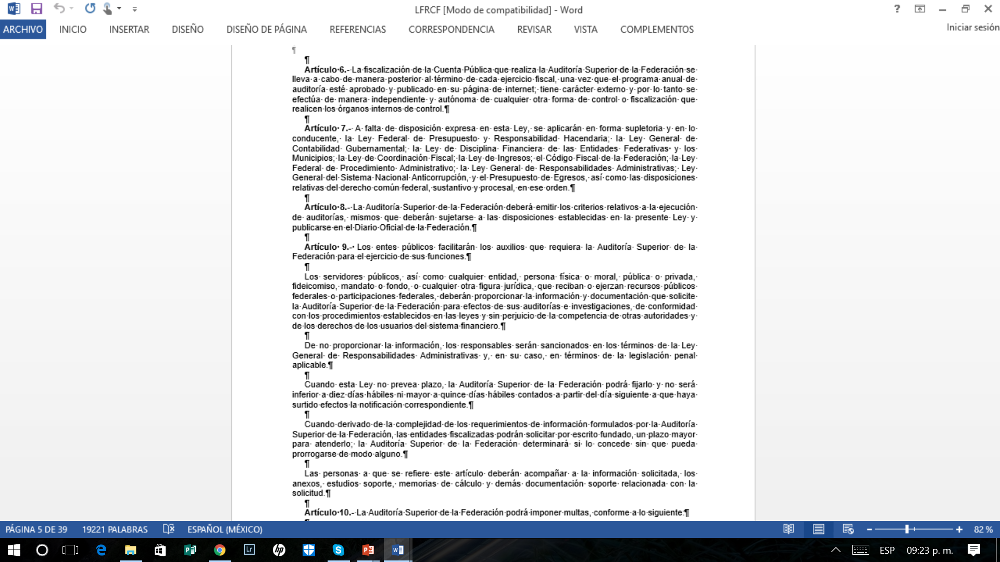 LFRCF [Modo de compatibilidad] - Word
Iniciar sesión
ARCHIVO INICIO INSERTAR DISEÑO DISEÑO DE PÁGINA REFERENCIAS CORRESPONDENCIA REVISAR VISTA COMPLEMENTOS
¶
¶
Artículo·6.-·La·fiscalización·de·la·Cuenta·Pública·que·realiza·la·Auditoría·Superior·de·la·Federación·se·
lleva·a·cabo·de·manera·posterior·al·término·de·cada·ejercicio·fiscal,·una·vez·que·el·programa·anual·de·
auditoría·esté·aprobado·y·publicado·en·su·página·de·internet;·tiene·carácter·externo·y·por·lo·tanto·se·
efectúa·de·manera·independiente·y·autónoma·de·cualquier·otra·forma·de·control·o·fiscalización·que·
realicen·los·órganos·internos·de·control.¶
¶
Artículo·7.-·A·falta·de·disposición·expresa·en·esta·Ley,·se·aplicarán·en·forma·supletoria·y·en·lo·
conducente,·la·Ley·Federal·de·Presupuesto·y·Responsabilidad·Hacendaria;·la·Ley·General·de·
Contabilidad·Gubernamental;·la·Ley·de·Disciplina·Financiera·de·las·Entidades·Federativas·y·los·
Municipios;·la·Ley·de·Coordinación·Fiscal;·la·Ley·de·Ingresos;·el·Código·Fiscal·de·la·Federación;·la·Ley·
Federal·de·Procedimiento·Administrativo;·la·Ley·General·de·Responsabilidades·Administrativas;·Ley·
General·del·Sistema·Nacional·Anticorrupción,·y·el·Presupuesto·de·Egresos,·así·como·las·disposiciones·
relativas·del·derecho·común·federal,·sustantivo·y·procesal,·en·ese·orden.¶
¶
Artículo·8.-·La·Auditoría·Superior·de·la·Federación·deberá·emitir·los·criterios·relativos·a·la·ejecución·
de·auditorías,·mismos·que·deberán·sujetarse·a·las·disposiciones·establecidas·en·la·presente·Ley·y·
publicarse·en·el·Diario·Oficial·de·la·Federación.¶
¶
Artículo·9.-·Los·entes·públicos·facilitarán·los·auxilios·que·requiera·la·Auditoría·Superior·de·la·
Federación·para·el·ejercicio·de·sus·funciones.¶
¶
Los·servidores·públicos,·así·como·cualquier·entidad,·persona·física·o·moral,·pública·o·privada,·
fideicomiso,·mandato·o·fondo,·o·cualquier·otra·figura·jurídica,·que·reciban·o·ejerzan·recursos·públicos·
federales·o·participaciones·federales,·deberán·proporcionar·la·información·y·documentación·que·solicite·
la·Auditoría·Superior·de·la·Federación·para·efectos·de·sus·auditorías·e·investigaciones,·de·conformidad·
con·los·procedimientos·establecidos·en·las·leyes·y·sin·perjuicio·de·la·competencia·de·otras·autoridades·y·
de·los·derechos·de·los·usuarios·del·sistema·financiero.¶
¶
De·no·proporcionar·la·información,·los·responsables·serán·sancionados·en·los·términos·de·la·Ley·
General·de·Responsabilidades·Administrativas·y,·en·su·caso,·en·términos·de·la·legislación·penal·
aplicable.¶
¶
Cuando·esta·Ley·no·prevea·plazo,·la·Auditoría·Superior·de·la·Federación·podrá·fijarlo·y·no·será·
inferior·a·diez·días·hábiles·ni·mayor·a·quince·días·hábiles·contados·a·partir·del·día·siguiente·a·que·haya·
surtido·efectos·la·notificación·correspondiente.¶
¶
Cuando·derivado·de·la·complejidad·de·los·requerimientos·de·información·formulados·por·la·Auditoría·
Superior·de·la·Federación,·las·entidades·fiscalizadas·podrán·solicitar·por·escrito·fundado,·un·plazo·mayor·
para·atenderlo;·la·Auditoría·Superior·de·la·Federación·determinará·si·lo·concede·sin·que·pueda·
prorrogarse·de·modo·alguno.¶
¶
Las·personas·a·que·se·refiere·este·artículo·deberán·acompañar·a·la·información·solicitada,·los·
anexos,·estudios·soporte,·memorias·de·cálculo·y·demás·documentación·soporte·relacionada·con·la·
solicitud.¶
¶
Artículo·10.-·La·Auditoría·Superior·de·la·Federación·podrá·imponer·multas,·conforme·a·lo·siguiente:¶
PÁGINA 5 DE 39 19221 PALABRAS ESPAÑOL (MÉXICO) 82 %
Lr hp ESP 09:23 p. m.